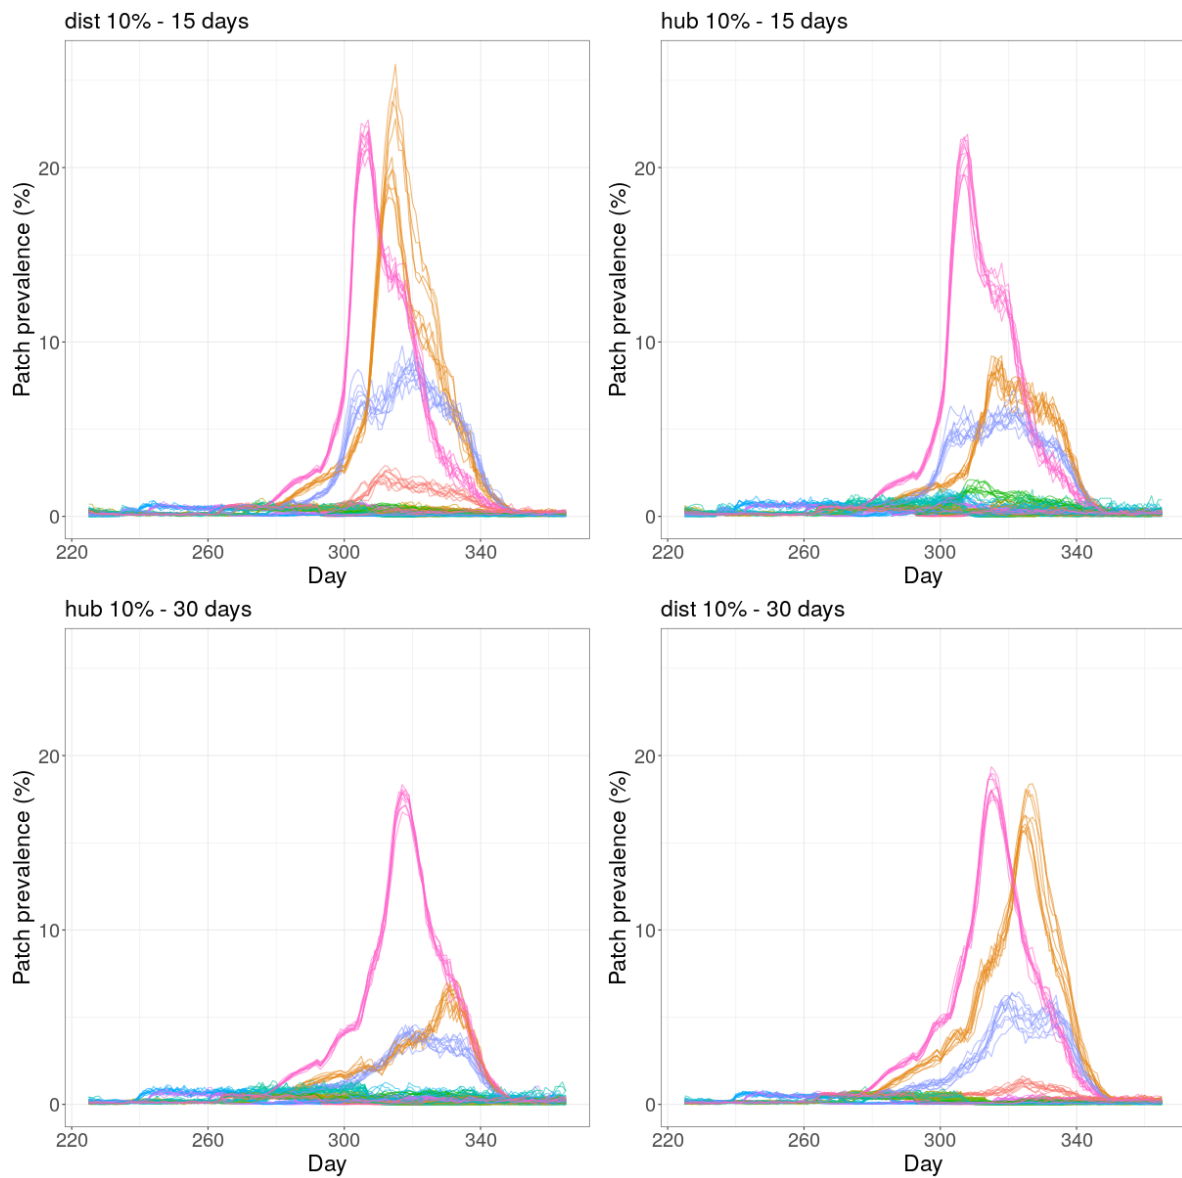 dist 10% - 15 days
Patch prevalence (%)
20
10
0
220 260 300 340
Day
hub 10% - 15 days
Patch prevalence (%)
20
10
0
220 260 300 340
Day
hub 10% - 30 days
Patch prevalence (%)
20
10
0
220 260 300 340
Day
dist 10% - 30 days
Patch prevalence (%)
20
10
0
220 260 300 340
Day